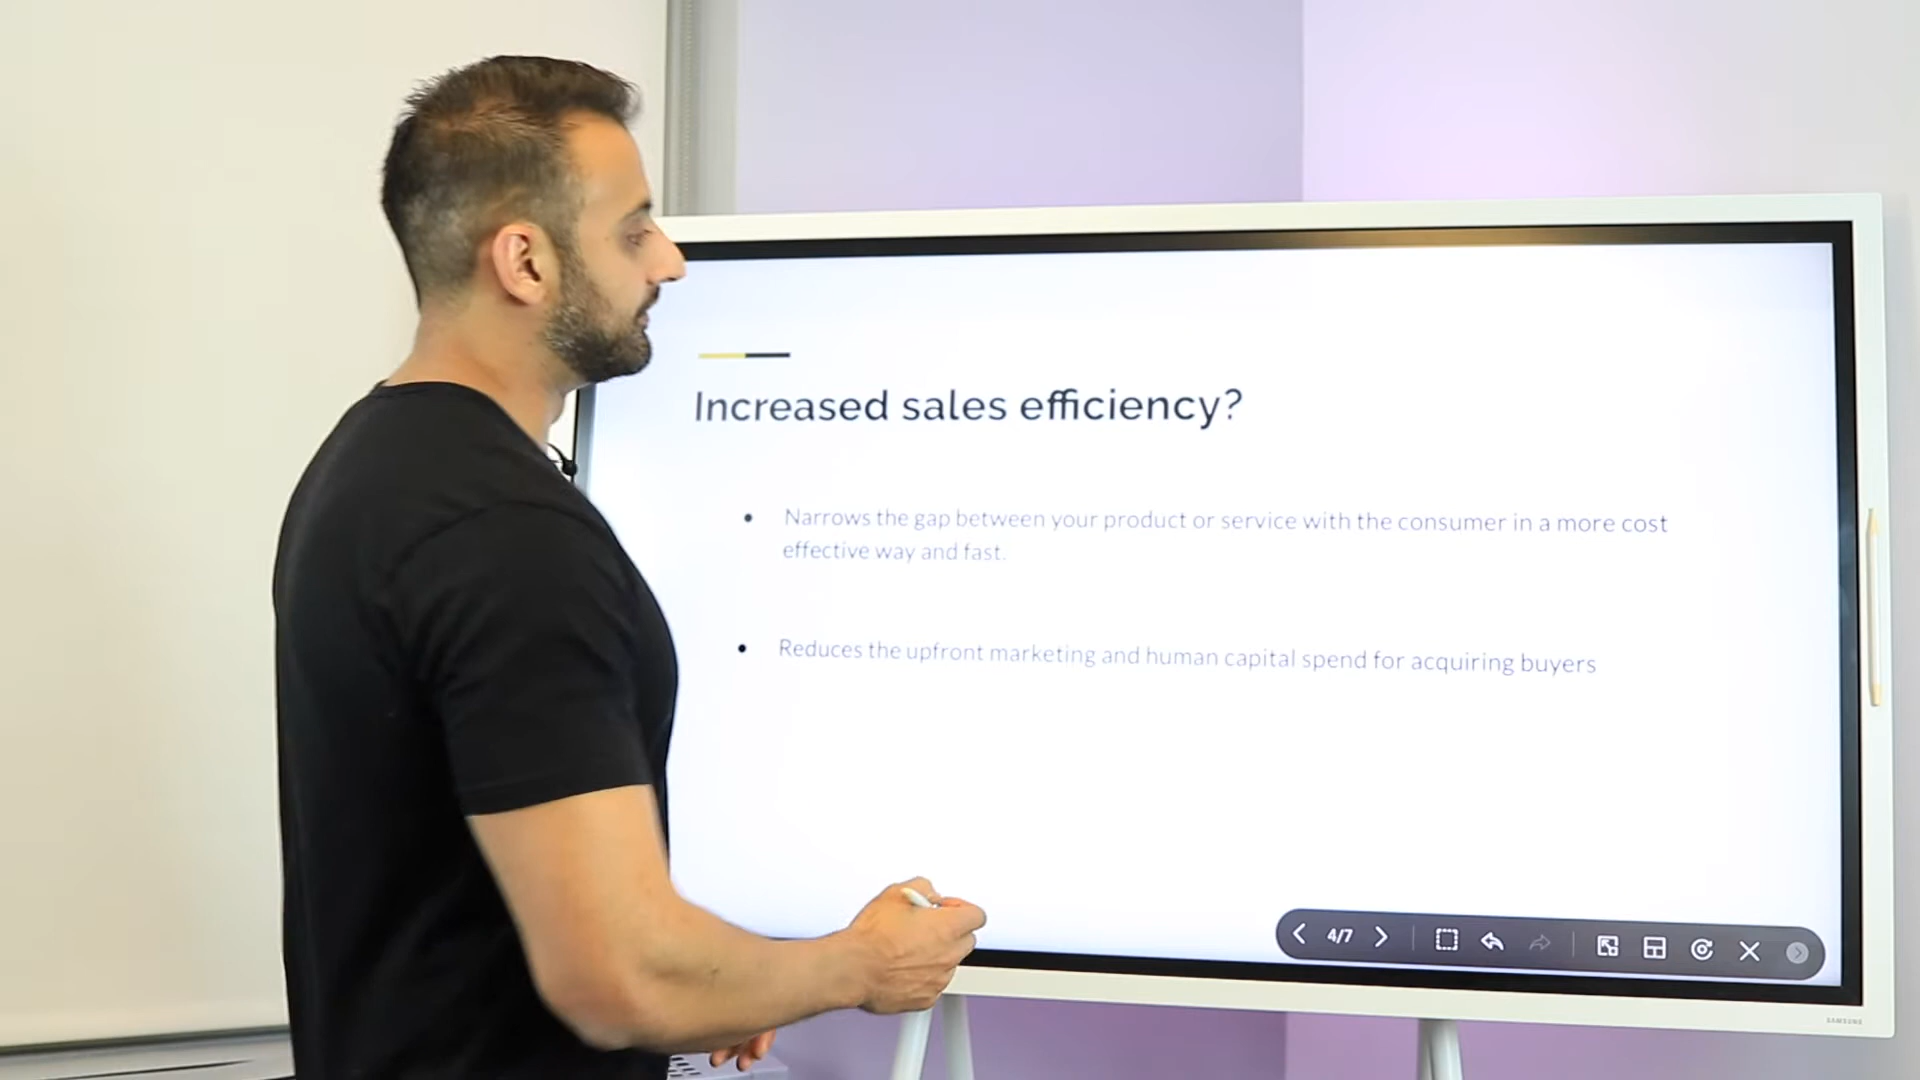 Increased sales efficiency?
• Narrows the gap between your product or service with the consumer in a more cost
effective way and fast.
• Reduces the upfront marketing and human capital spend for acquiring buyers
4/7
SAMSUNG